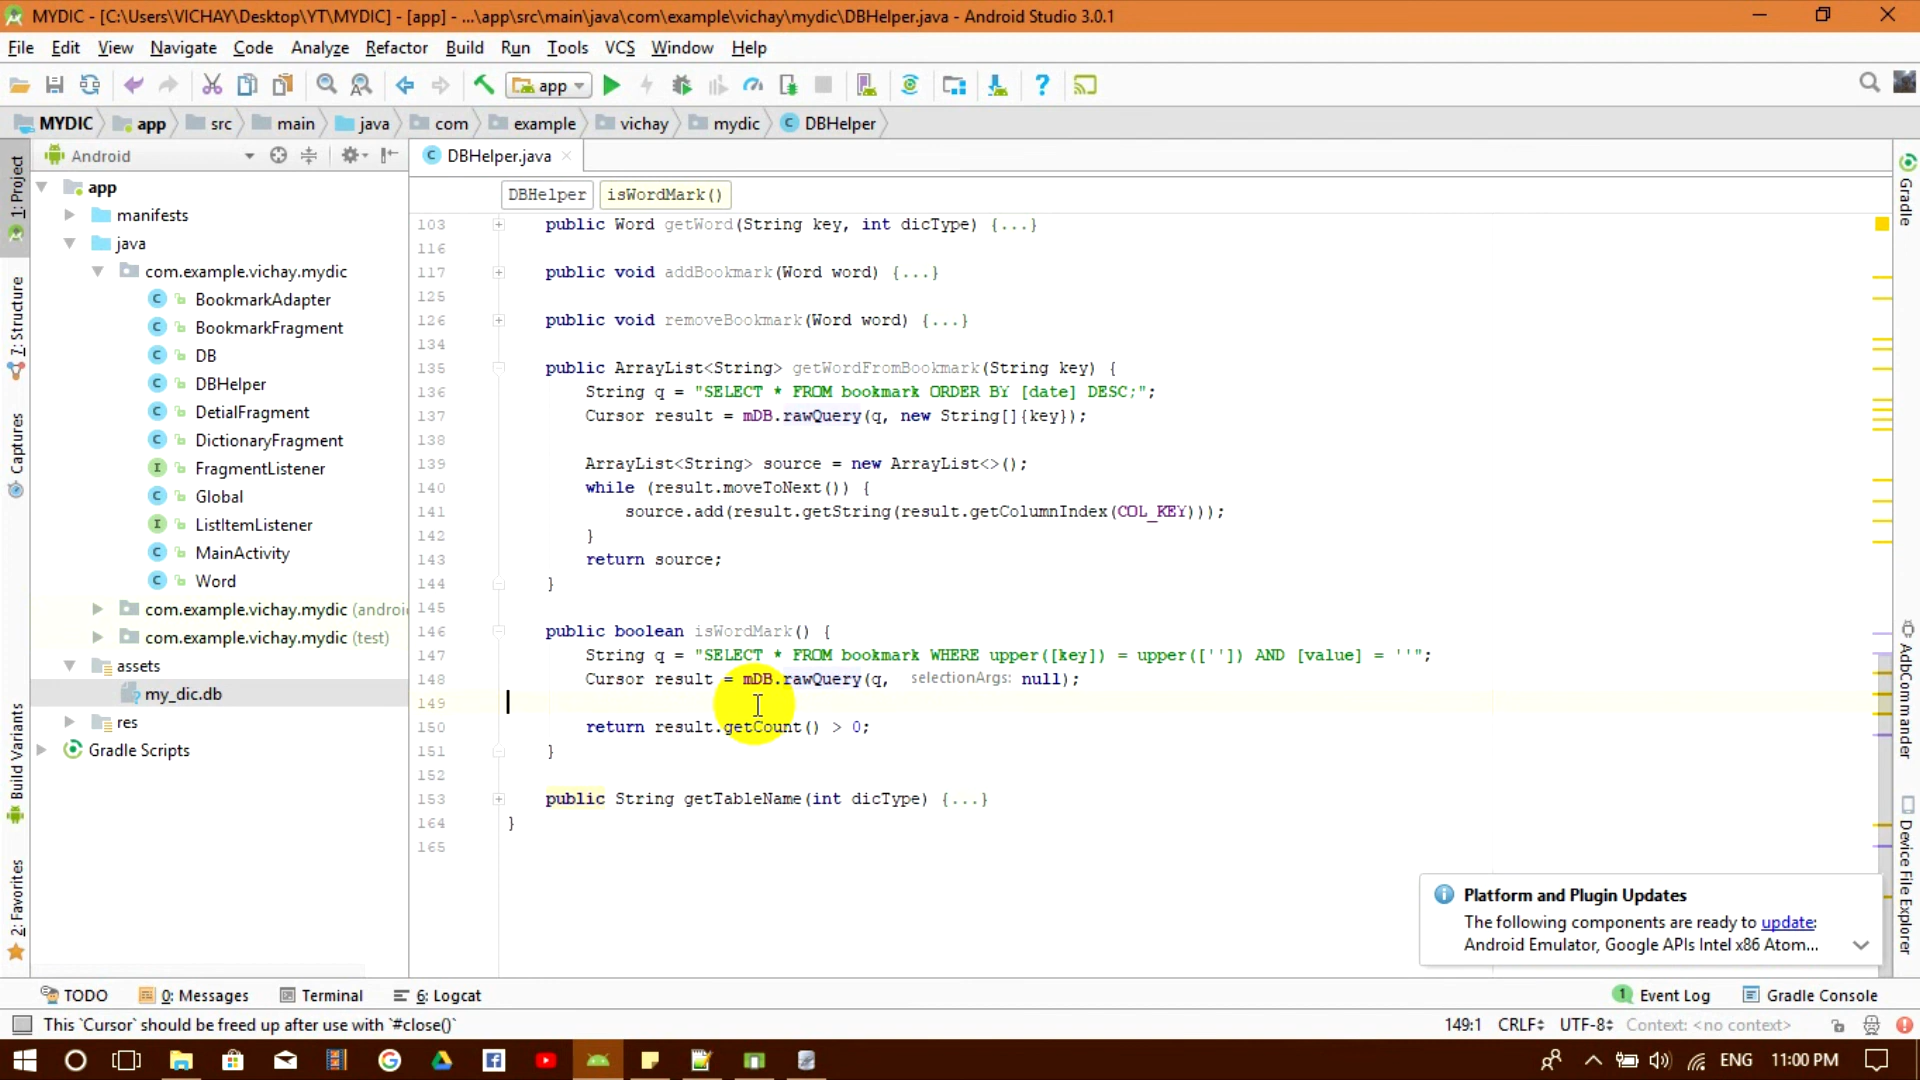 MYDIC - [C:\Users\VICHAY\Desktop\YT\MYDIC] - [app] - ...\app\src\main\java\com\example\vichay\mydic\DBHelper.java - Android Studio 3.0.1
File Edit View Navigate Code Analyze Refactor Build Run Tools VCS Window Help
app
MYDIC app src main java com example vichay mydic DBHelper
Android
DBHelper.java
1: Project
7: Structure
Captures
Build Variants
2: Favorites
app
manifests
java
com.example.vichay.mydic
BookmarkAdapter
BookmarkFragment
DB
DBHelper
DetialFragment
DictionaryFragment
FragmentListener
Global
ListItemListener
MainActivity
Word
com.example.vichay.mydic (androi
com.example.vichay.mydic (test)
assets
my_dic.db
res
Gradle Scripts
DBHelper isWordMark()
103 public Word getWord(String key, int dicType) {...}
116
117 public void addBookmark(Word word) {...}
125
126 public void removeBookmark(Word word) {...}
134
135 public ArrayList<String> getWordFromBookmark(String key) {
136 String q = "SELECT * FROM bookmark ORDER BY [date] DESC;";
137 Cursor result = mDB.rawQuery(q, new String[]{key});
138
139 ArrayList<String> source = new ArrayList<>();
140 while (result.moveToNext()) {
141 source.add(result.getString(result.getColumnIndex(COL_KEY)));
142 }
143 return source;
144 }
145
146 public boolean isWordMark() {
147 String q = "SELECT * FROM bookmark WHERE upper([key]) = upper(['']) AND [value] = ''";
148 Cursor result = mDB.rawQuery(q, selectionArgs: null);
149
150 return result.getCount() > 0;
151 }
152
153 public String getTableName(int dicType) {...}
164 }
165
Gradle
AdbCommander
Device File Explorer
Platform and Plugin Updates
The following components are ready to update:
Android Emulator, Google APIs Intel x86 Atom...
TODO 0: Messages Terminal 6: Logcat 1 Event Log Gradle Console
This `Cursor` should be freed up after use with `#close()` 149:1 CRLF UTF-8 Context: <no context>
ENG 11:00 PM